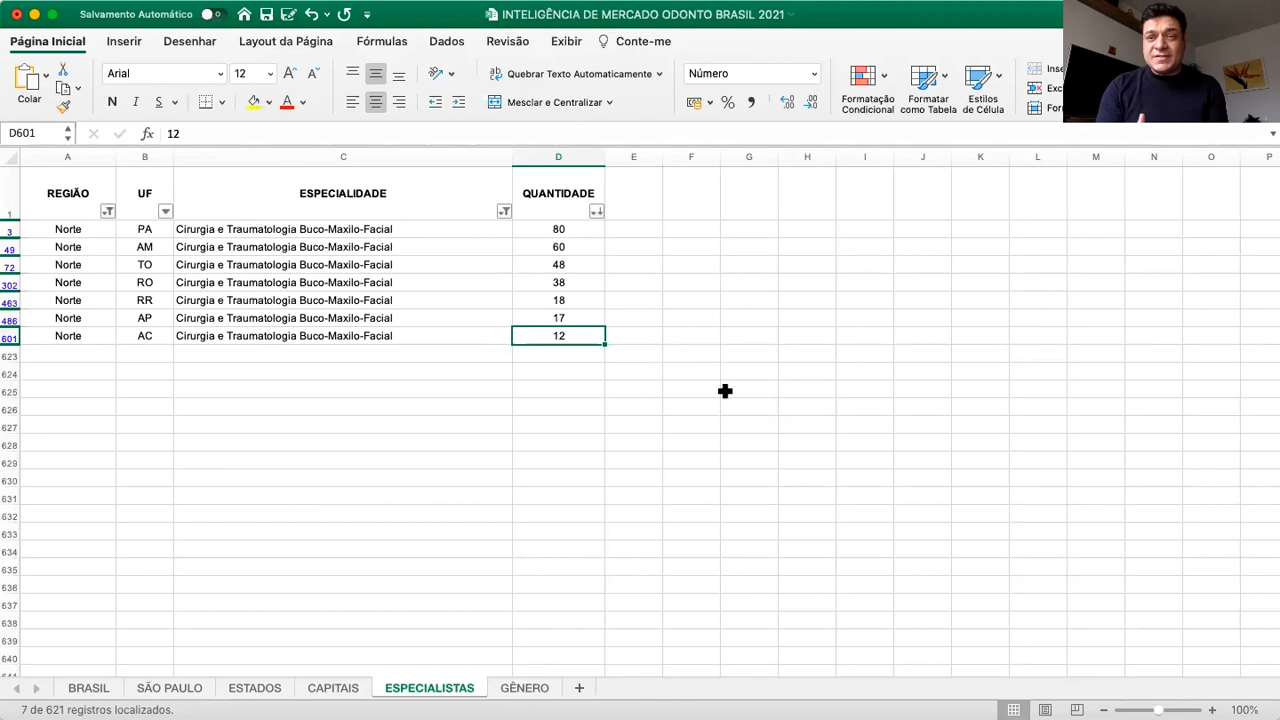 Salvamento Automático
INTELIGÊNCIA DE MERCADO ODONTO BRASIL 2021
Página Inicial Inserir Desenhar Layout da Página Fórmulas Dados Revisão Exibir Conte-me
Colar
Arial 12
N I S A
Quebrar Texto Automaticamente
Mesclar e Centralizar
Número
%
Formatação Condicional
Formatar como Tabela
Estilos de Célula
D601 fx 12
A B C D E F G H I J K L M N O P
1 REGIÃO UF ESPECIALIDADE QUANTIDADE
3 Norte PA Cirurgia e Traumatologia Buco-Maxilo-Facial 80
49 Norte AM Cirurgia e Traumatologia Buco-Maxilo-Facial 60
72 Norte TO Cirurgia e Traumatologia Buco-Maxilo-Facial 48
302 Norte RO Cirurgia e Traumatologia Buco-Maxilo-Facial 38
463 Norte RR Cirurgia e Traumatologia Buco-Maxilo-Facial 18
486 Norte AP Cirurgia e Traumatologia Buco-Maxilo-Facial 17
601 Norte AC Cirurgia e Traumatologia Buco-Maxilo-Facial 12
623
624
625
626
627
628
629
630
631
632
633
634
635
636
637
638
639
640
BRASIL SÃO PAULO ESTADOS CAPITAIS ESPECIALISTAS GÊNERO +
7 de 621 registros localizados. 100%